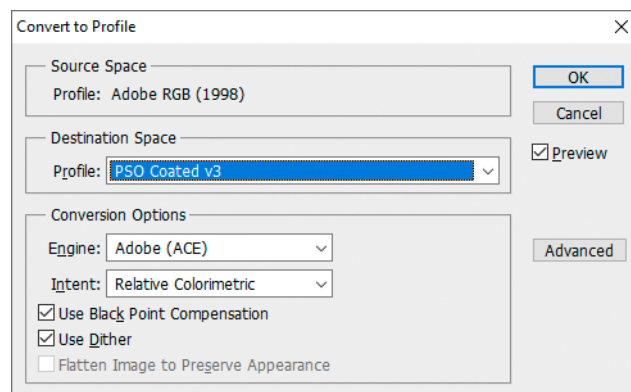 Convert to Profile
Source Space
Profile: Adobe RGB (1998)
OK
Cancel
Destination Space
Profile: PSO Coated v3
Preview
Conversion Options
Engine: Adobe (ACE)
Advanced
Intent: Relative Colorimetric
Use Black Point Compensation
Use Dither
Flatten Image to Preserve Appearance